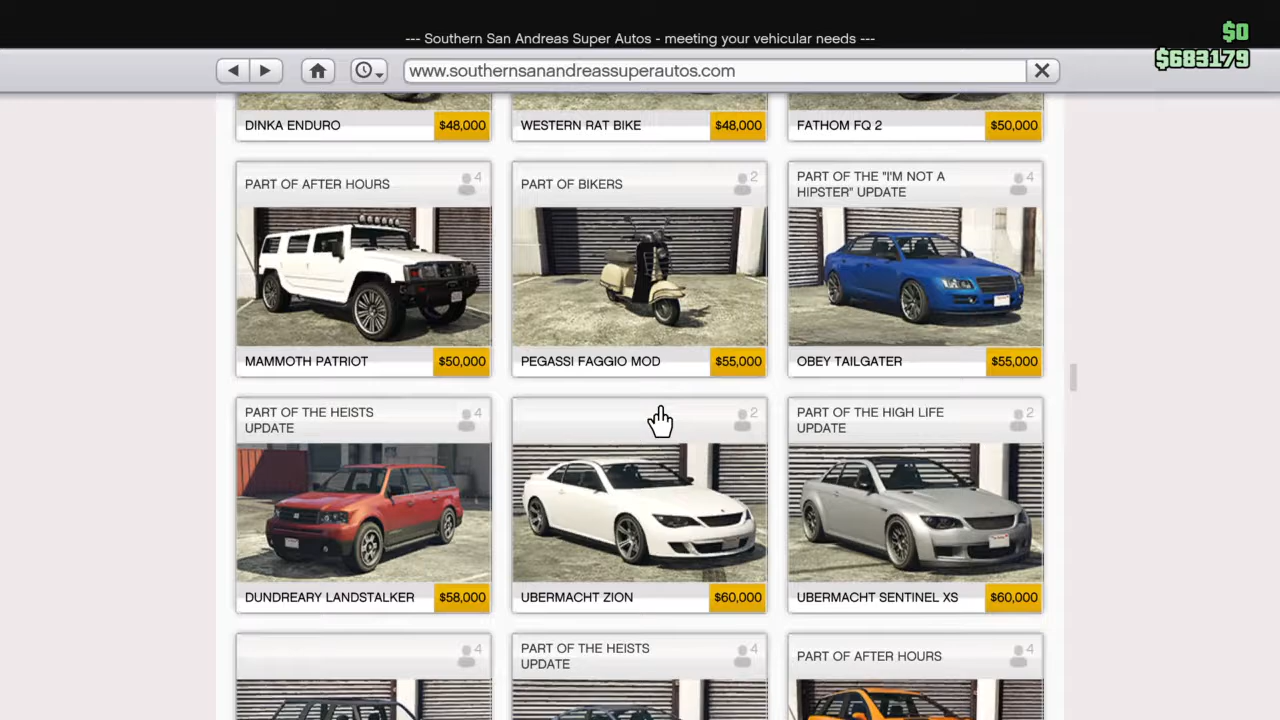 --- Southern San Andreas Super Autos - meeting your vehicular needs ---
$0
$683179
www.southernsanandreassuperautos.com
DINKA ENDURO $48,000
WESTERN RAT BIKE $48,000
FATHOM FQ 2 $50,000
PART OF AFTER HOURS 4
PART OF BIKERS 2
PART OF THE "I'M NOT A
HIPSTER" UPDATE 4
MAMMOTH PATRIOT $50,000
PEGASSI FAGGIO MOD $55,000
OBEY TAILGATER $55,000
PART OF THE HEISTS
UPDATE 4
2
PART OF THE HIGH LIFE
UPDATE 2
DUNDREARY LANDSTALKER $58,000
UBERMACHT ZION $60,000
UBERMACHT SENTINEL XS $60,000
4
PART OF THE HEISTS
UPDATE 4
PART OF AFTER HOURS 4